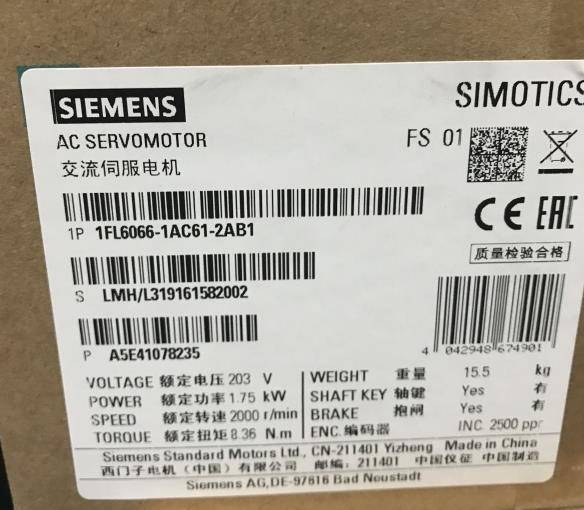 SIEMENS
SIMOTICS
AC SERVOMOTOR
FS 01
交流伺服电机
1P 1FL6066-1AC61-2AB1
CE EAC
质量检验合格
S LMH/L319161582002
P A5E41078235
4 042948 674901
VOLTAGE 额定电压 203 V
POWER 额定功率 1.75 kW
SPEED 额定转速 2000 r/min
TORQUE 额定扭矩 8.36 N.m
WEIGHT 重量 15.5 kg
SHAFT KEY 轴键 Yes 有
BRAKE 抱闸 Yes 有
ENC.编码器 INC. 2500 ppr
Siemens Standard Motors Ltd., CN-211401 Yizheng Made in China
西门子电机（中国）有限公司 邮编：211401 中国仪征 中国制造
Siemens AG,DE-97616 Bad Neustadt